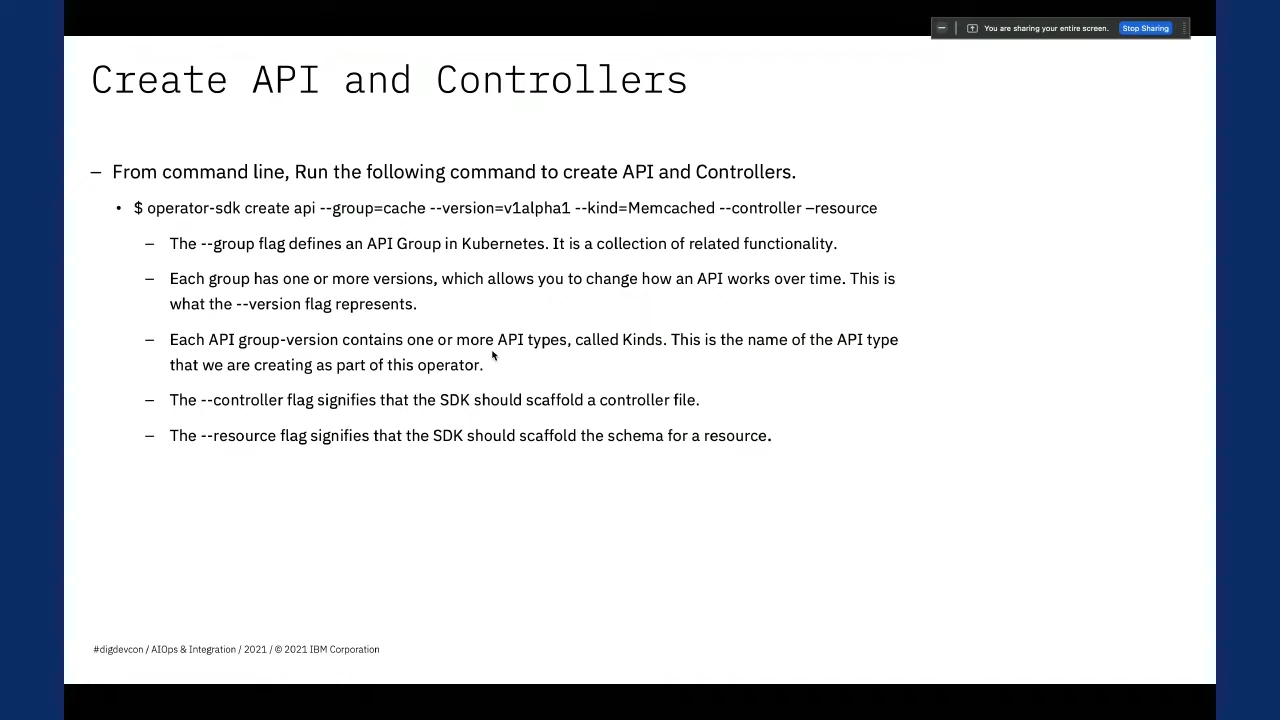 You are sharing your entire screen. Stop Sharing
Create API and Controllers
– From command line, Run the following command to create API and Controllers.
• $ operator-sdk create api --group=cache --version=v1alpha1 --kind=Memcached --controller –resource
– The --group flag defines an API Group in Kubernetes. It is a collection of related functionality.
– Each group has one or more versions, which allows you to change how an API works over time. This is
what the --version flag represents.
– Each API group-version contains one or more API types, called Kinds. This is the name of the API type
that we are creating as part of this operator.
– The --controller flag signifies that the SDK should scaffold a controller file.
– The --resource flag signifies that the SDK should scaffold the schema for a resource.
#digdevcon / AIOps & Integration / 2021 / © 2021 IBM Corporation